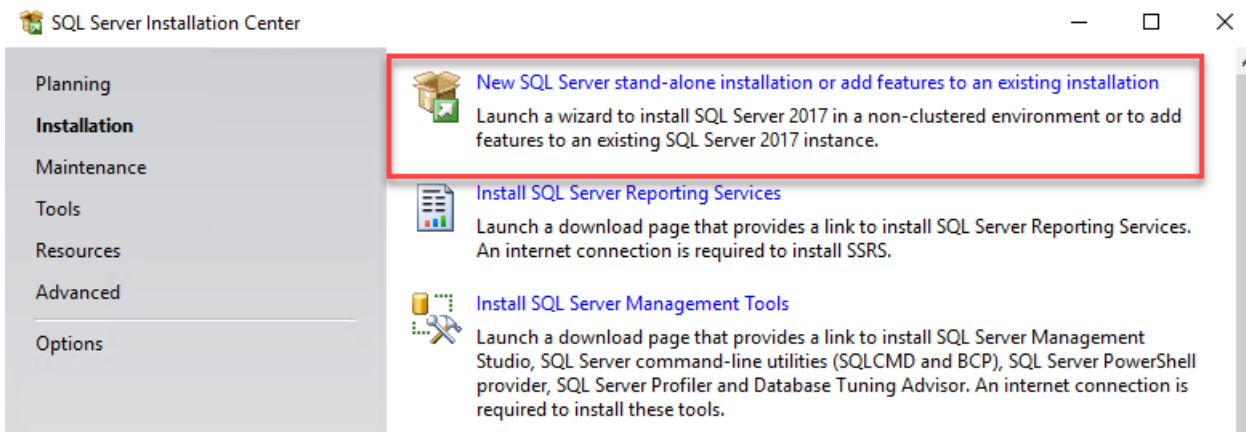 SQL Server Installation Center
Planning
Installation
Maintenance
Tools
Resources
Advanced
Options
New SQL Server stand-alone installation or add features to an existing installation
Launch a wizard to install SQL Server 2017 in a non-clustered environment or to add
features to an existing SQL Server 2017 instance.
Install SQL Server Reporting Services
Launch a download page that provides a link to install SQL Server Reporting Services.
An internet connection is required to install SSRS.
Install SQL Server Management Tools
Launch a download page that provides a link to install SQL Server Management
Studio, SQL Server command-line utilities (SQLCMD and BCP), SQL Server PowerShell
provider, SQL Server Profiler and Database Tuning Advisor. An internet connection is
required to install these tools.